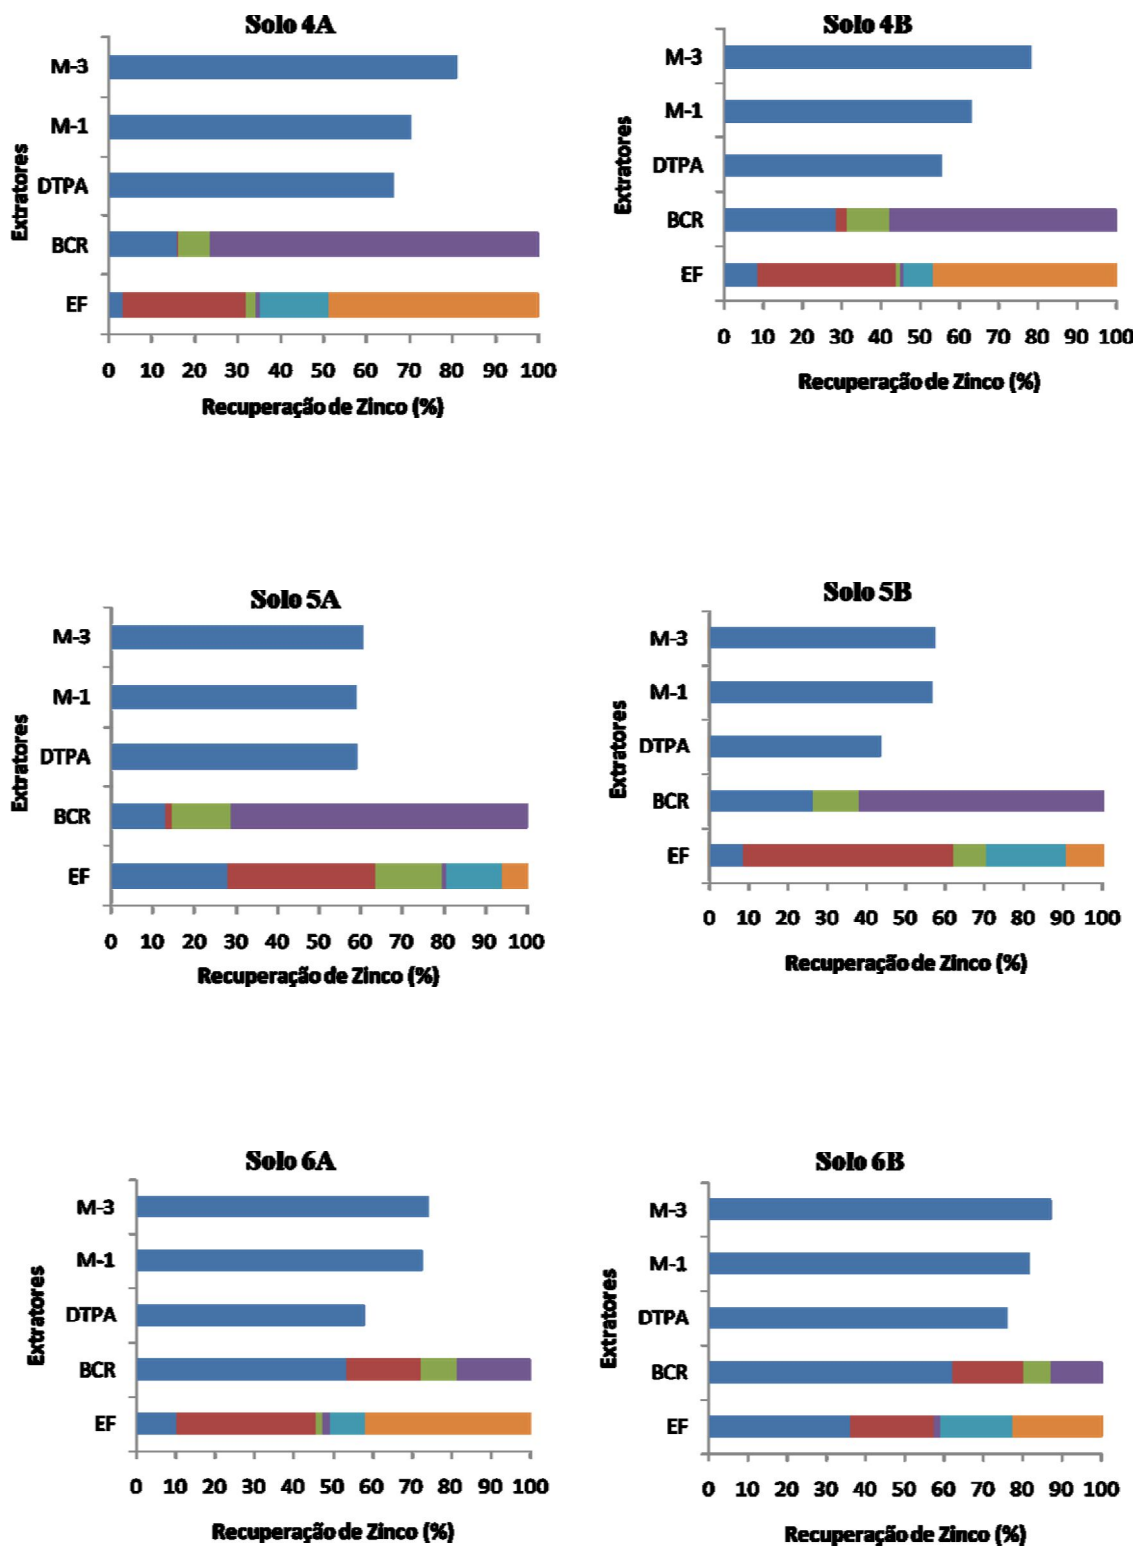 Solo 4A
Extratores
M-3
M-1
DTPA
BCR
EF
0 10 20 30 40 50 60 70 80 90 100
Recuperação de Zinco (%)
Solo 4B
Extratores
M-3
M-1
DTPA
BCR
EF
0 10 20 30 40 50 60 70 80 90 100
Recuperação de Zinco (%)
Solo 5A
Extratores
M-3
M-1
DTPA
BCR
EF
0 10 20 30 40 50 60 70 80 90 100
Recuperação de Zinco (%)
Solo 5B
Extratores
M-3
M-1
DTPA
BCR
EF
0 10 20 30 40 50 60 70 80 90 100
Recuperação de Zinco (%)
Solo 6A
Extratores
M-3
M-1
DTPA
BCR
EF
0 10 20 30 40 50 60 70 80 90 100
Recuperação de Zinco (%)
Solo 6B
Extratores
M-3
M-1
DTPA
BCR
EF
0 10 20 30 40 50 60 70 80 90 100
Recuperação de Zinco (%)